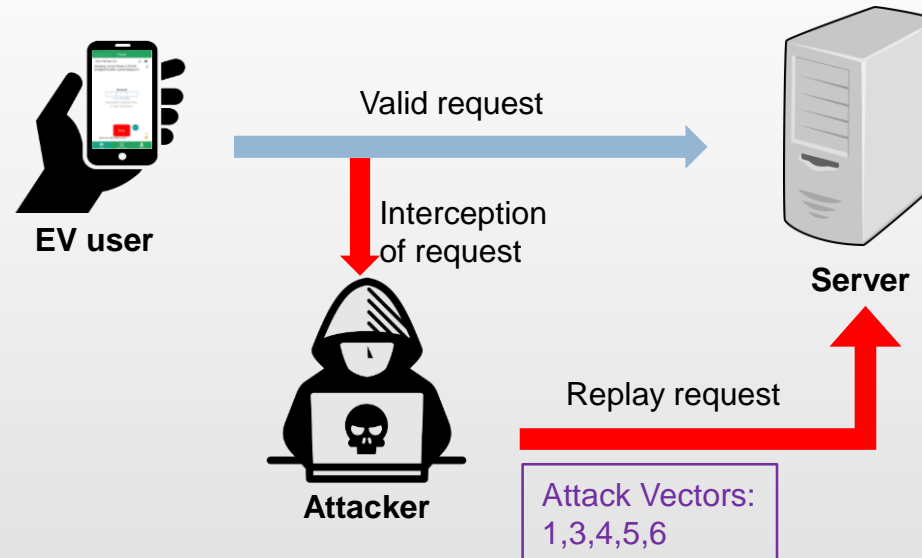 Valid request
Interception
of request
EV user
Server
Replay request
Attacker
Attack Vectors:
1,3,4,5,6